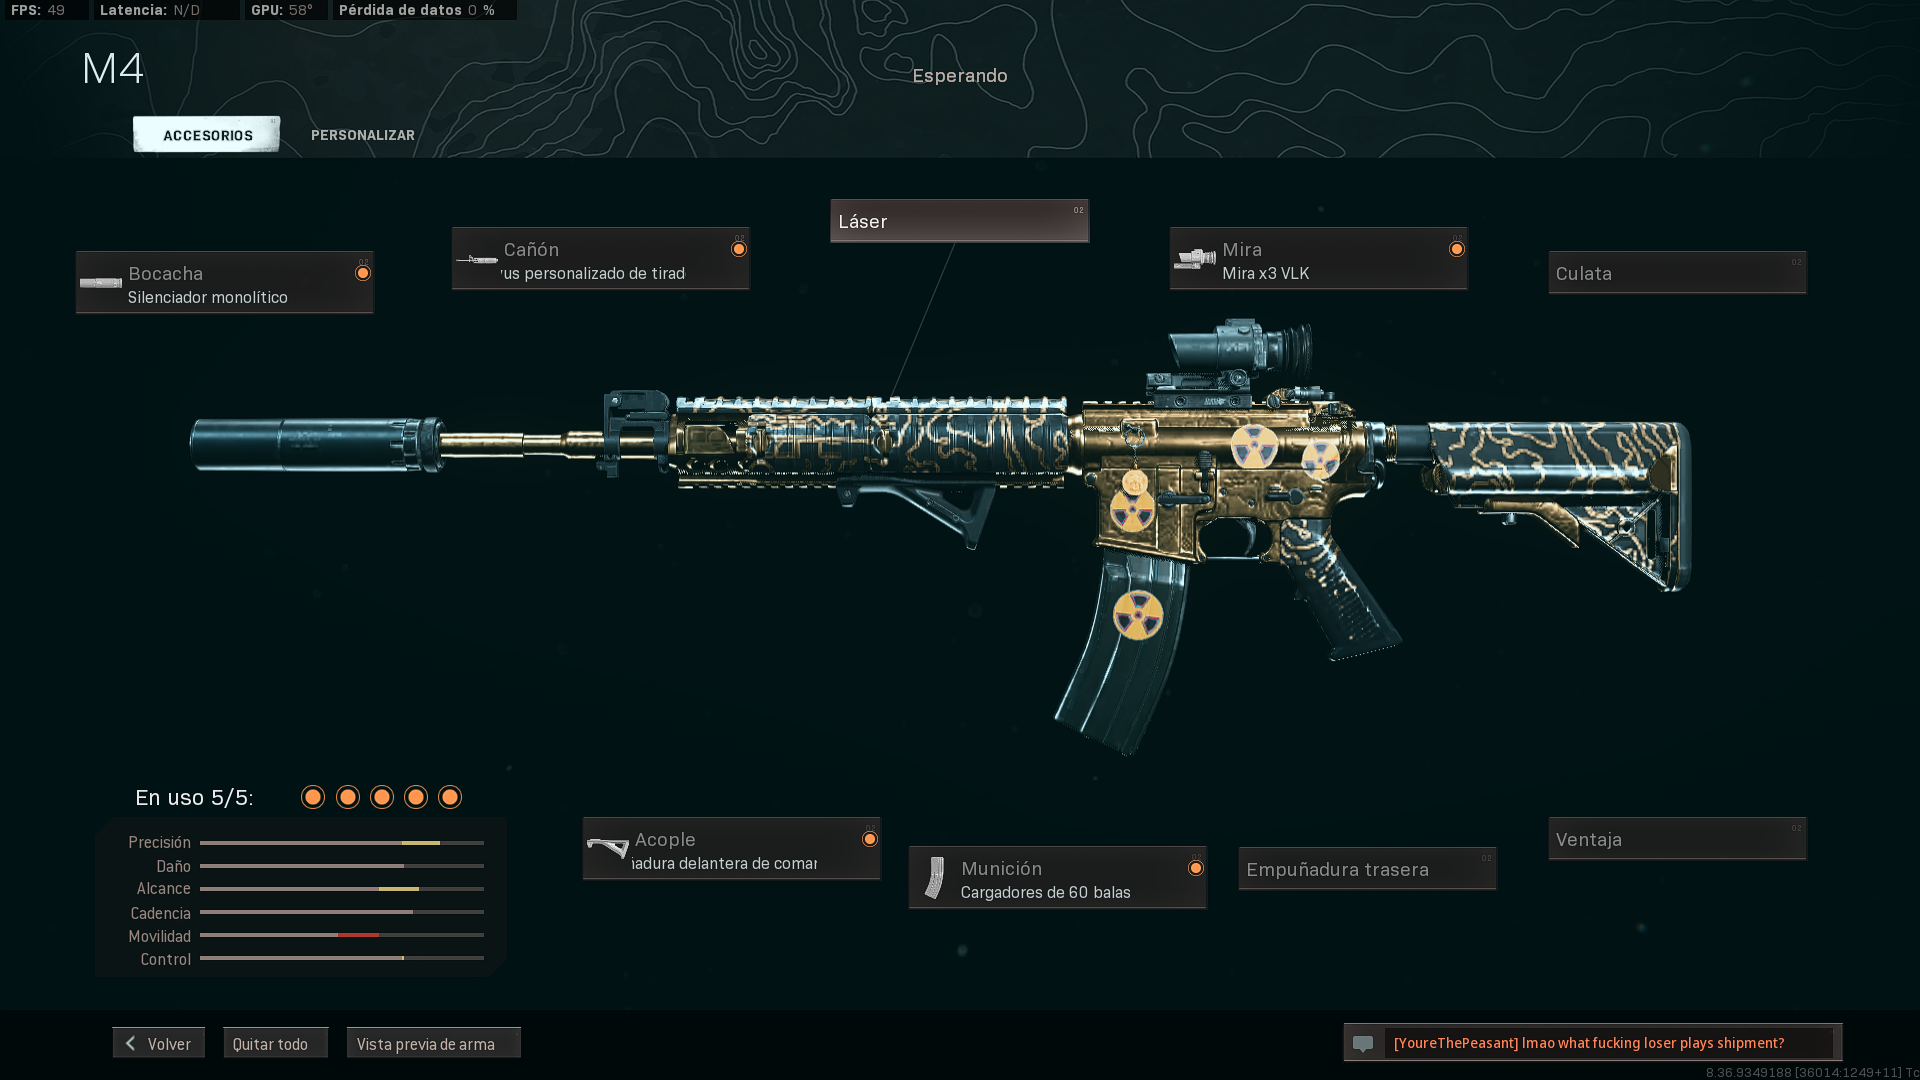 FPS: 49 Latencia: N/D GPU: 58° Pérdida de datos 0 %
M4
Esperando
ACCESORIOS PERSONALIZAR
Láser
Cañón
us personalizado de tirad
Mira
Mira x3 VLK
Bocacha
Silenciador monolítico
Culata
En uso 5/5:
Precisión
Daño
Alcance
Cadencia
Movilidad
Control
Acople
adura delantera de comar
Munición
Cargadores de 60 balas
Empuñadura trasera
Ventaja
Volver Quitar todo Vista previa de arma
[YoureThePeasant] lmao what fucking loser plays shipment?
8.36.9349188 [36014:1249+11] Tc